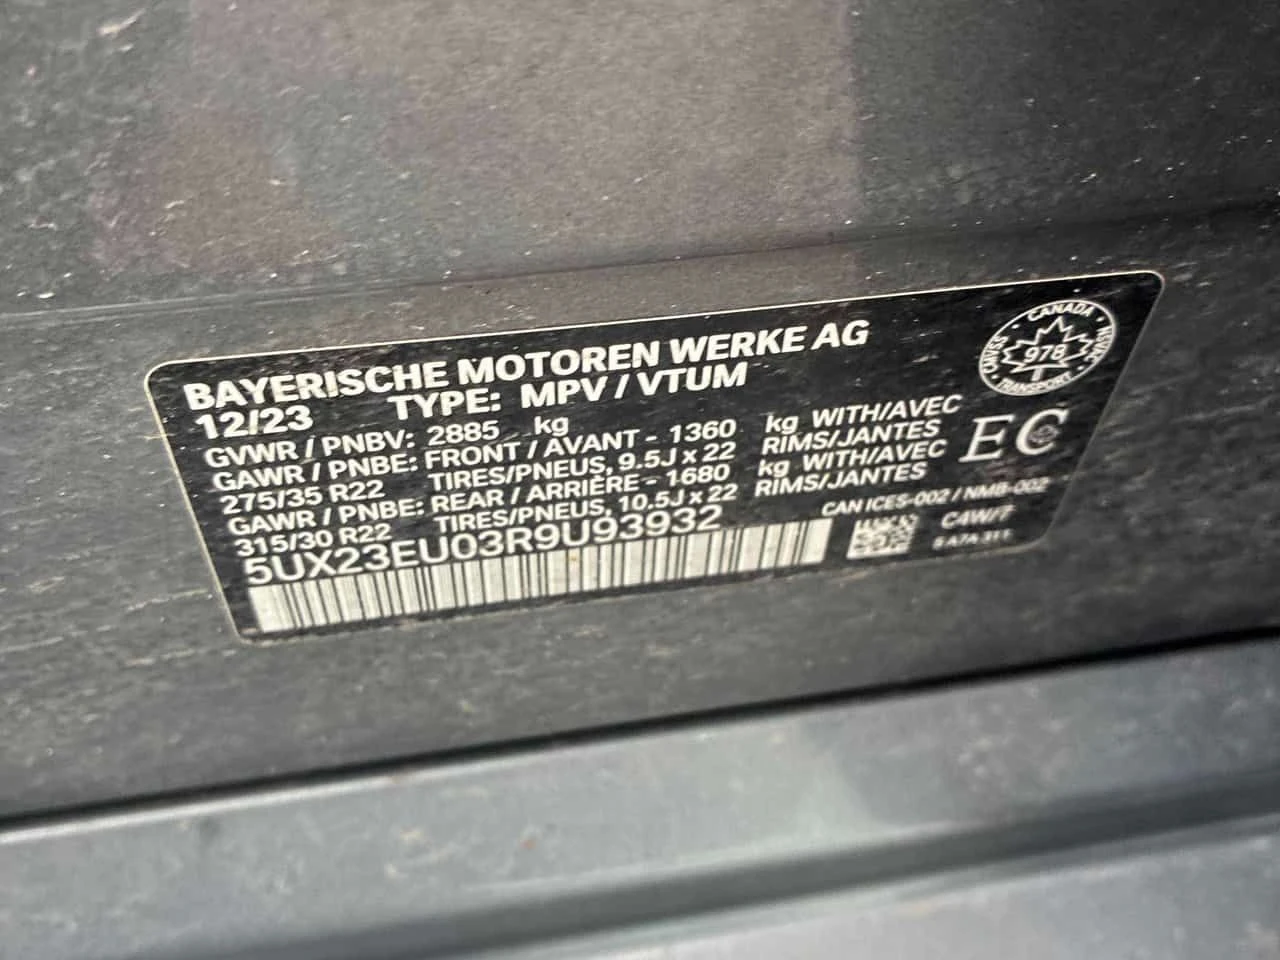 BAYERISCHE MOTOREN WERKE AG
12/23 TYPE: MPV / VTUM
GVWR / PNBV: 2885 kg
GAWR / PNBE: FRONT / AVANT - 1360 kg WITH/AVEC
275/35 R22 TIRES/PNEUS, 9.5J x 22 RIMS/JANTES
GAWR / PNBE: REAR / ARRIÈRE - 1680 kg WITH/AVEC
315/30 R22 TIRES/PNEUS, 10.5J x 22 RIMS/JANTES
5UX23EU03R9U93932
CANADA
978
TRANSPORT
EC
CAN ICES-002 / NMB-002
C4W/T